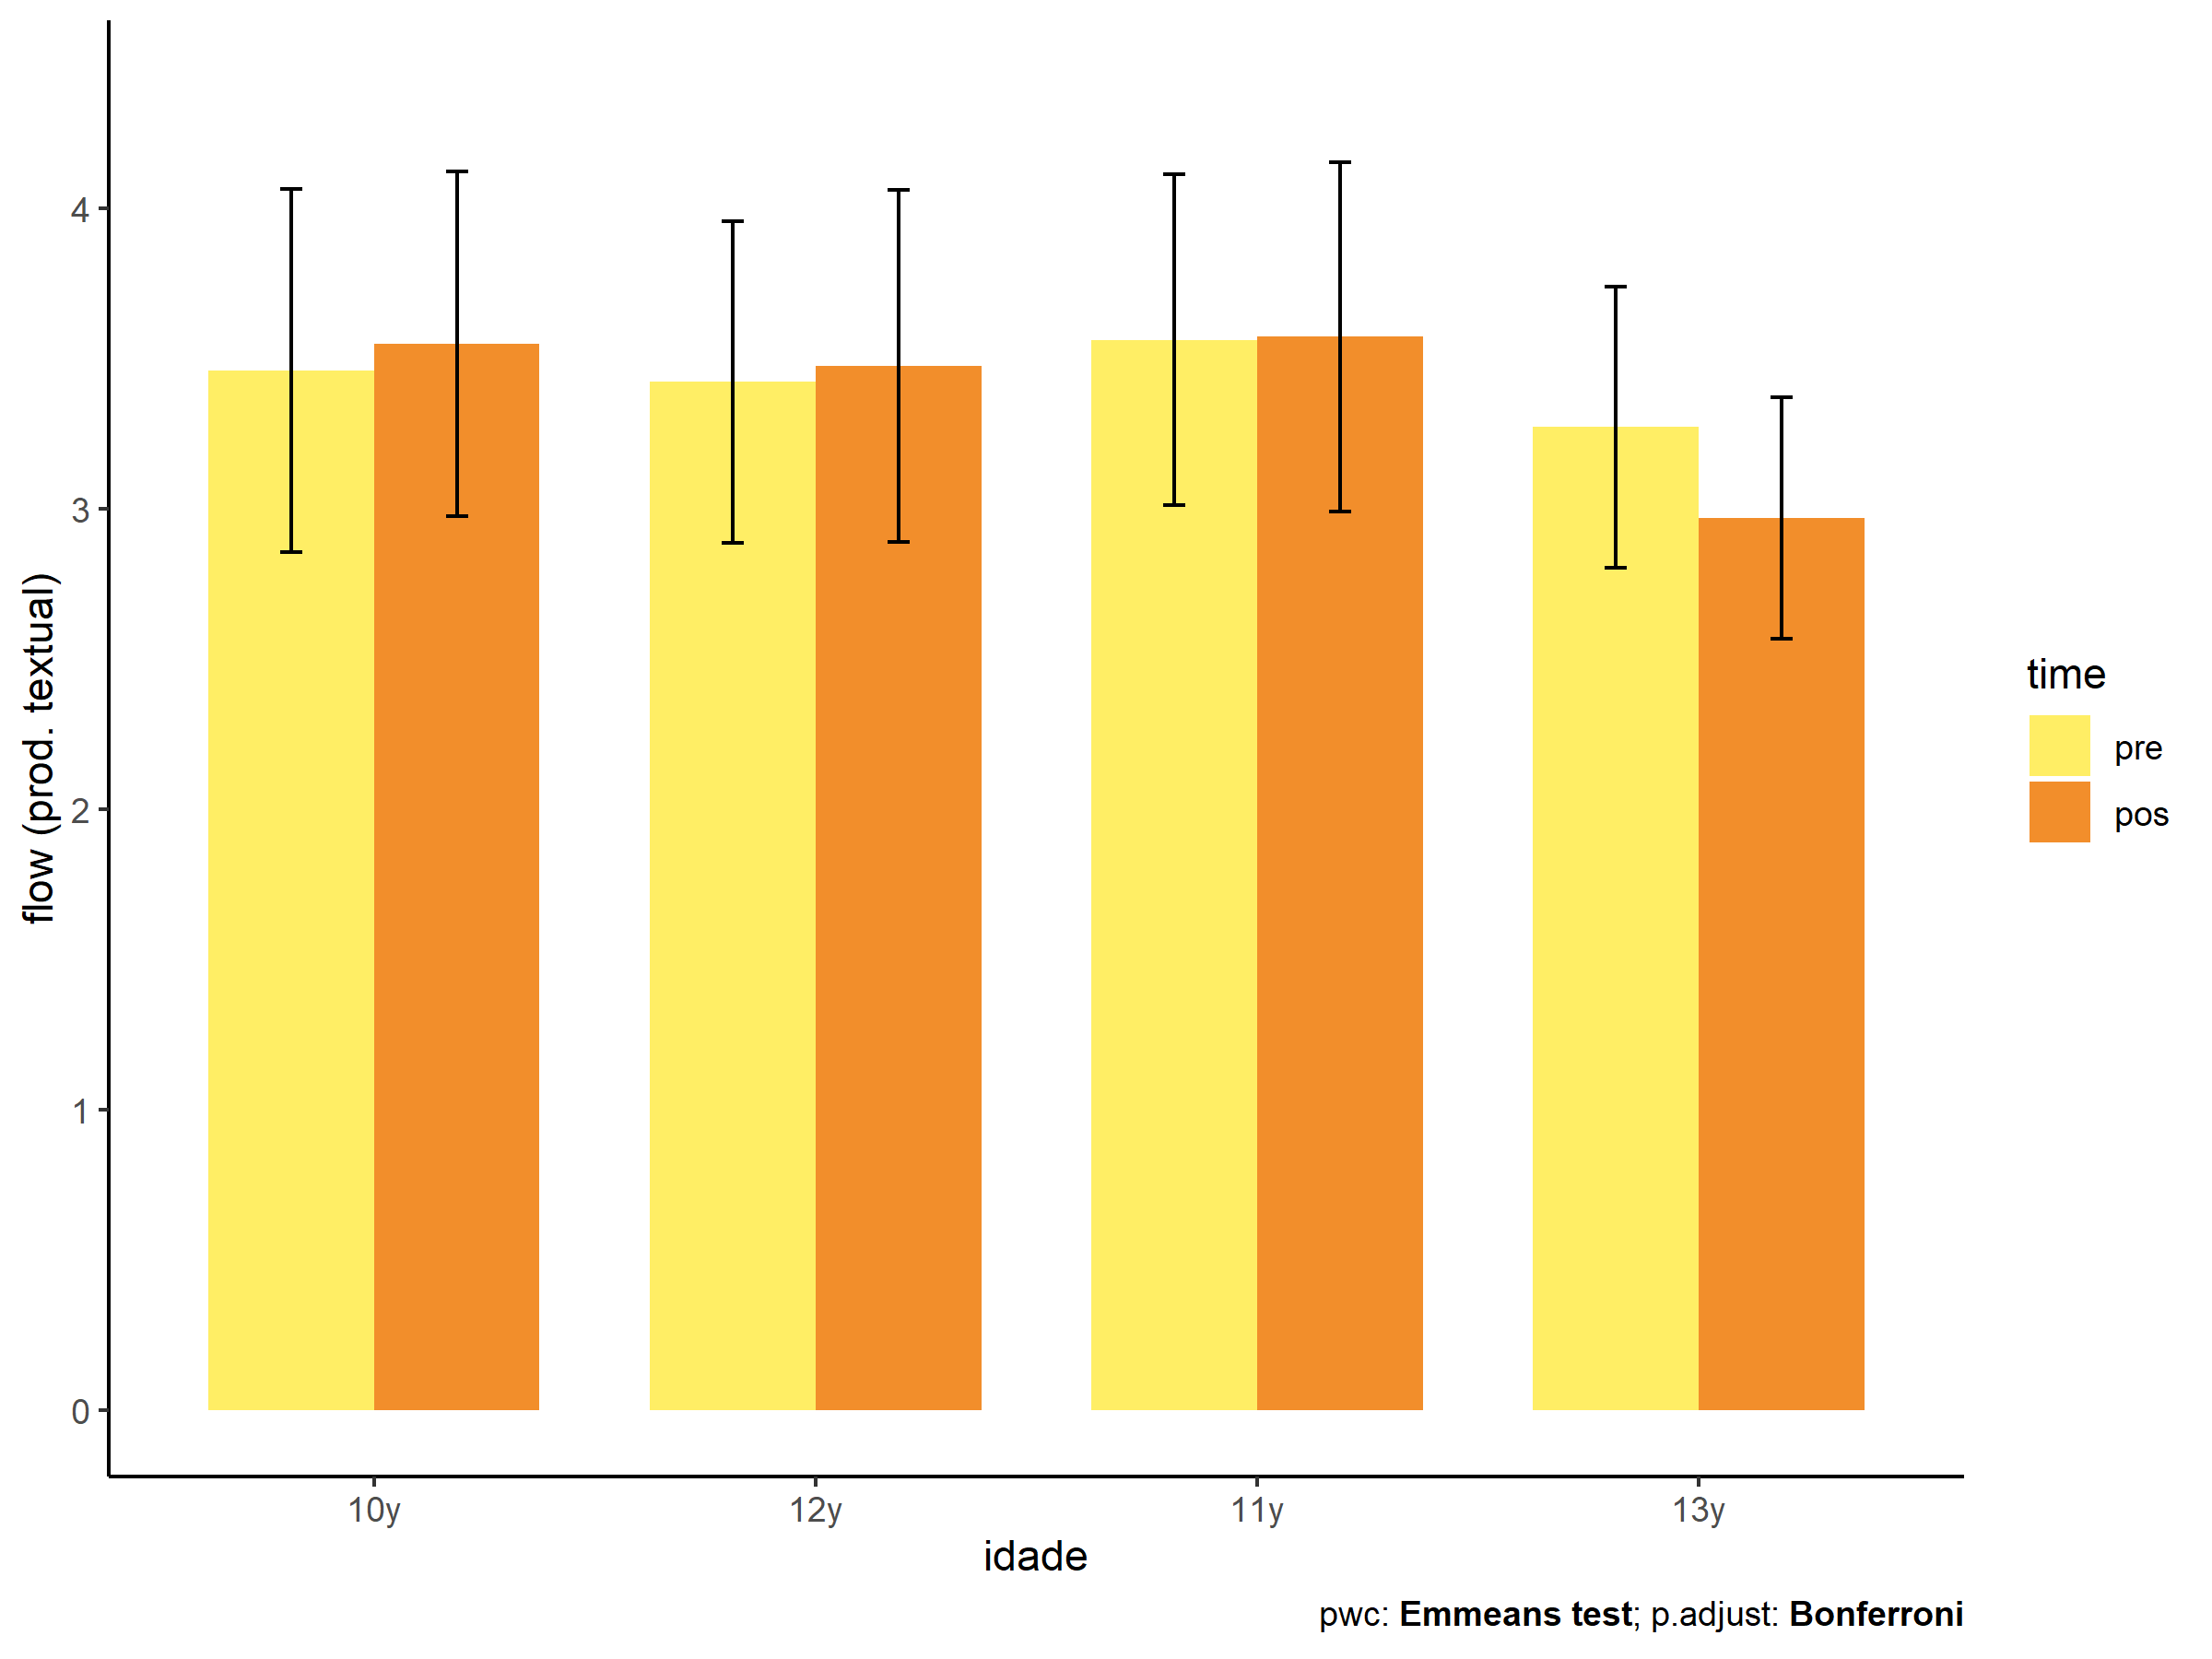 flow (prod. textual)
4
3
2
1
0
10y
12y
11y
13y
idade
time
pre
pos
pwc: Emmeans test; p.adjust: Bonferroni